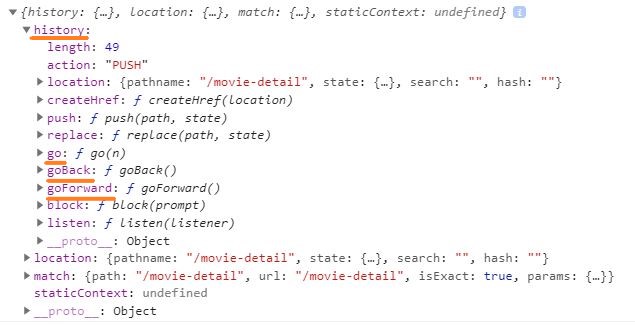 ▼ {history: {…}, location: {…}, match: {…}, staticContext: undefined} i
▼ history:
length: 49
action: "PUSH"
▶ location: {pathname: "/movie-detail", state: {…}, search: "", hash: ""}
▶ createHref: ƒ createHref(location)
▶ push: ƒ push(path, state)
▶ replace: ƒ replace(path, state)
▶ go: ƒ go(n)
▶ goBack: ƒ goBack()
▶ goForward: ƒ goForward()
▶ block: ƒ block(prompt)
▶ listen: ƒ listen(listener)
▶ __proto__: Object
▶ location: {pathname: "/movie-detail", state: {…}, search: "", hash: ""}
▶ match: {path: "/movie-detail", url: "/movie-detail", isExact: true, params: {…}}
staticContext: undefined
▶ __proto__: Object